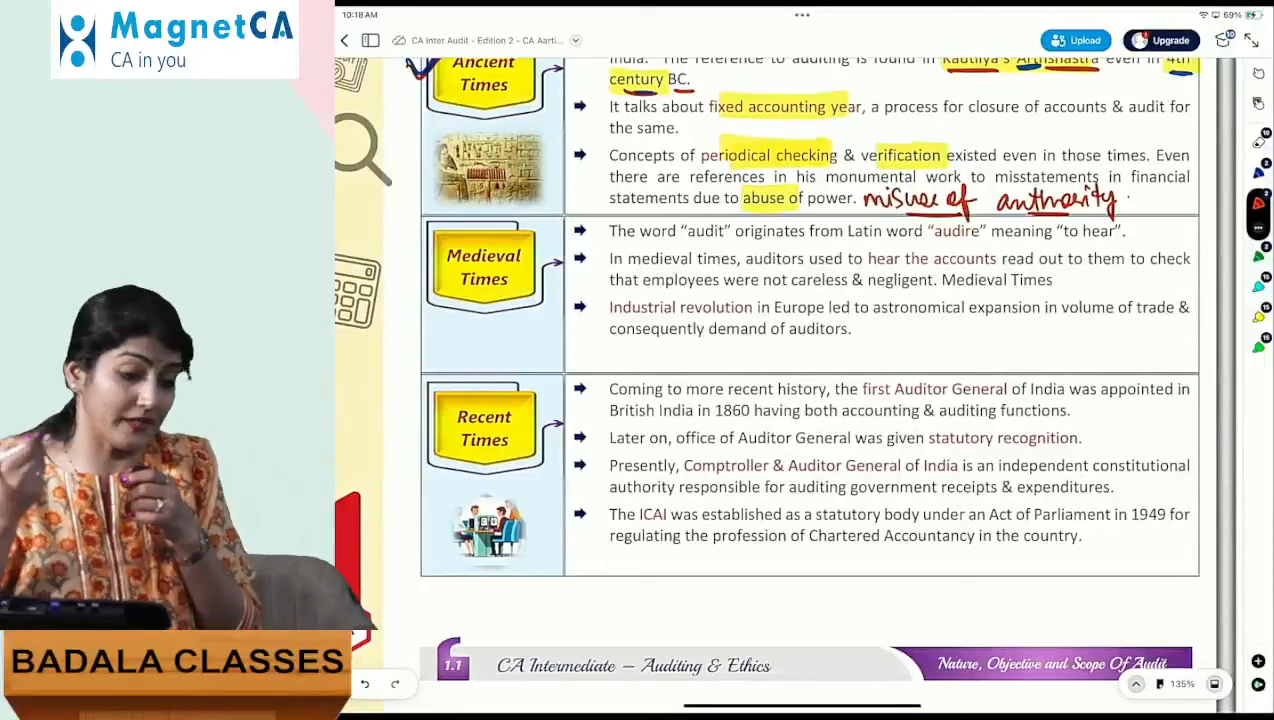 MagnetCA
CA in you
10:18 AM
69%
CA Inter Audit - Edition 2 - CA Aarti...
Upload
Upgrade
Ancient
Times
India. The reference to auditing is found in Kautilya's Arthshastra even in 4th
century BC.
It talks about fixed accounting year, a process for closure of accounts & audit for
the same.
Concepts of periodical checking & verification existed even in those times. Even
there are references in his monumental work to misstatements in financial
statements due to abuse of power. misuse of authority
Medieval
Times
The word “audit” originates from Latin word “audire” meaning “to hear”.
In medieval times, auditors used to hear the accounts read out to them to check
that employees were not careless & negligent. Medieval Times
Industrial revolution in Europe led to astronomical expansion in volume of trade &
consequently demand of auditors.
Recent
Times
Coming to more recent history, the first Auditor General of India was appointed in
British India in 1860 having both accounting & auditing functions.
Later on, office of Auditor General was given statutory recognition.
Presently, Comptroller & Auditor General of India is an independent constitutional
authority responsible for auditing government receipts & expenditures.
The ICAI was established as a statutory body under an Act of Parliament in 1949 for
regulating the profession of Chartered Accountancy in the country.
BADALA CLASSES
1.1
CA Intermediate – Auditing & Ethics
Nature, Objective and Scope Of Audit
135%